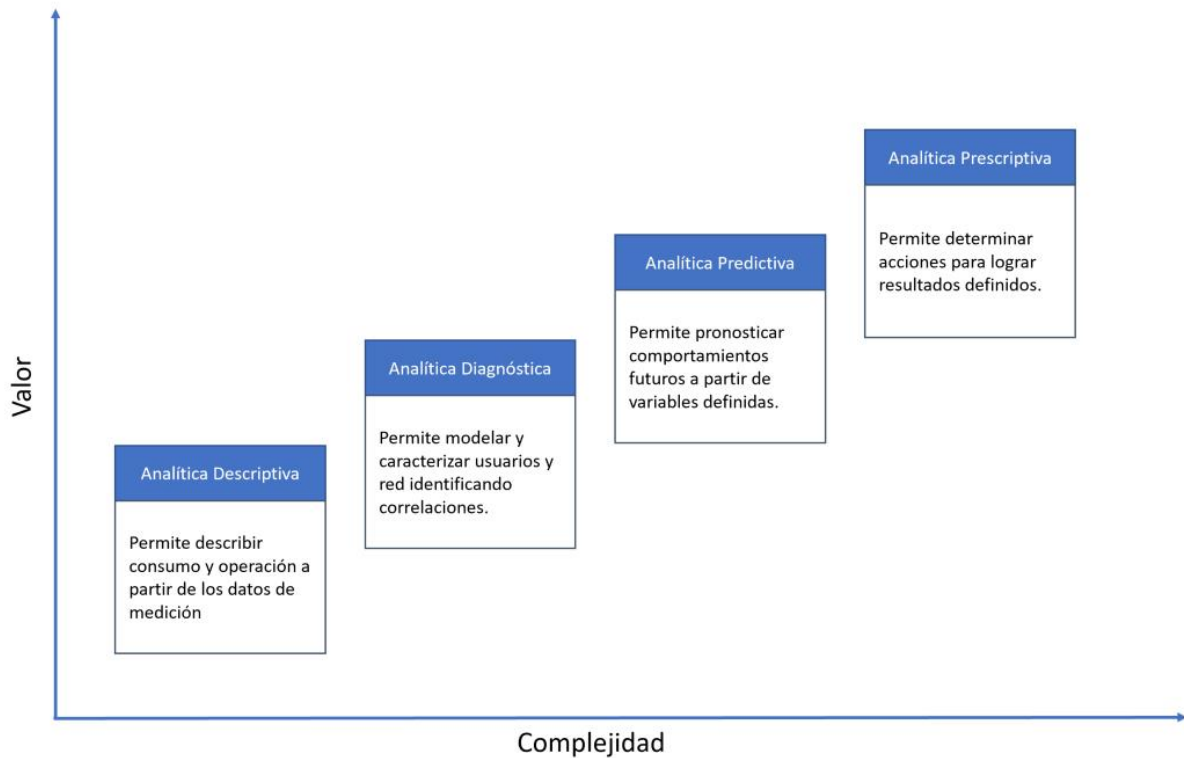 Valor
Analítica Prescriptiva
Permite determinar
acciones para lograr
resultados definidos.
Analítica Predictiva
Permite pronosticar
comportamientos
futuros a partir de
variables definidas.
Analítica Diagnóstica
Permite modelar y
caracterizar usuarios y
red identificando
correlaciones.
Analítica Descriptiva
Permite describir
consumo y operación a
partir de los datos de
medición
Complejidad